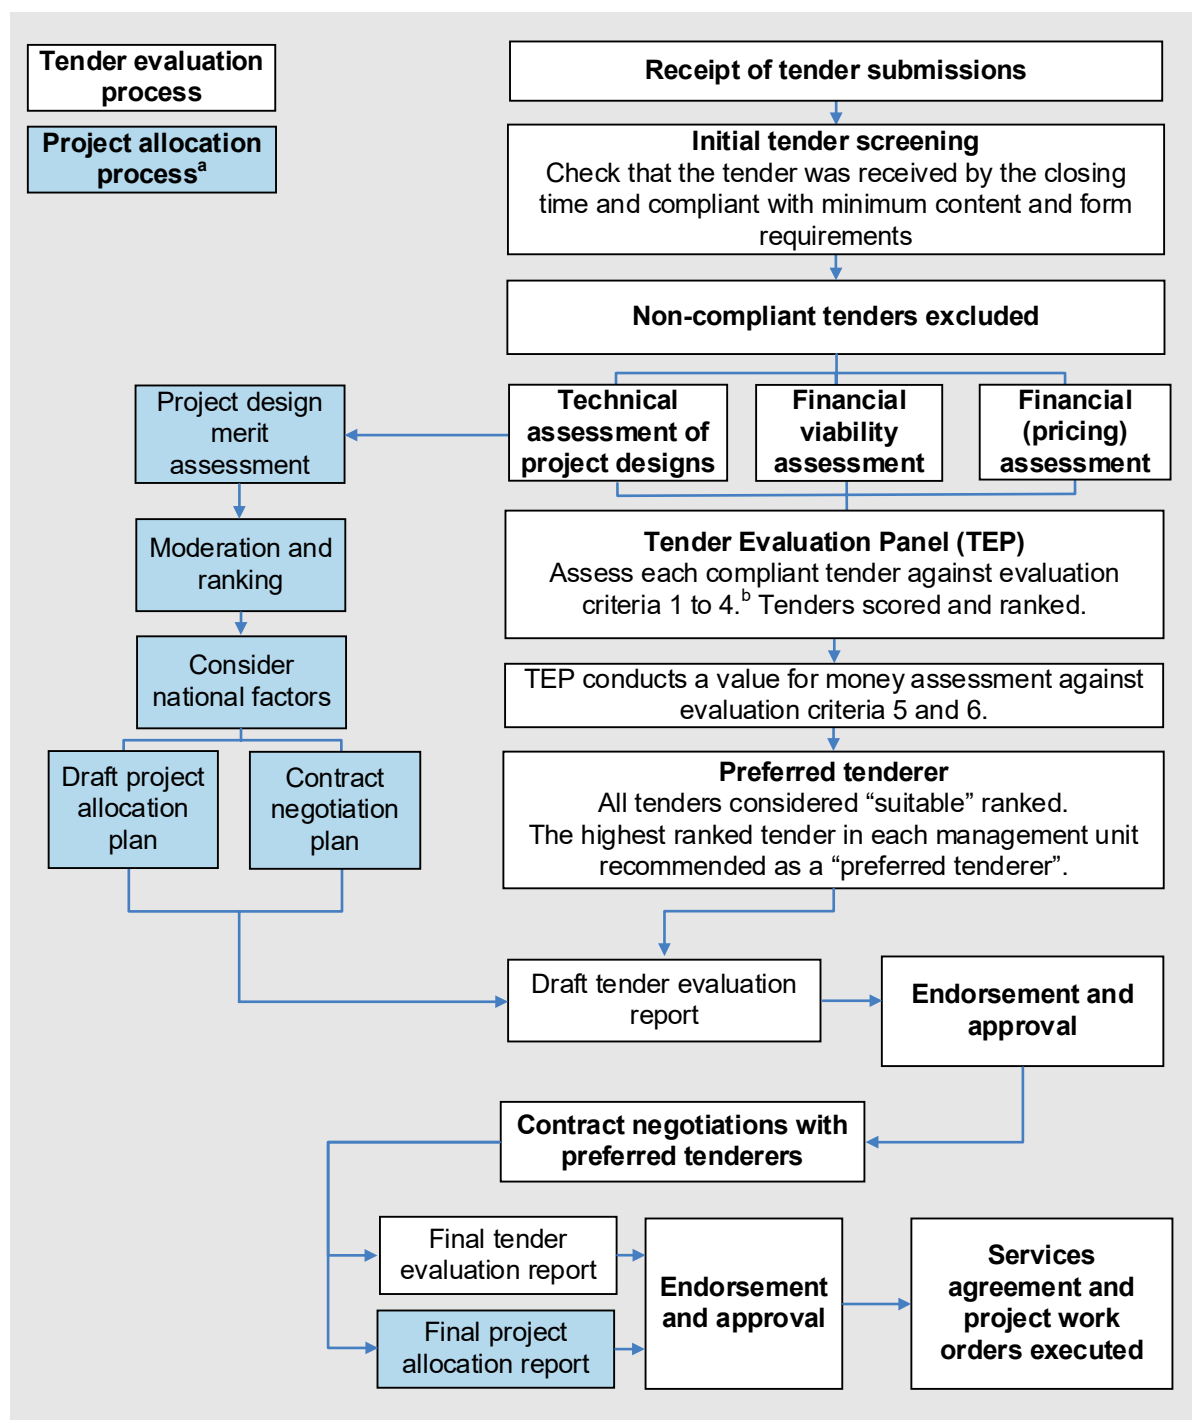 Tender evaluation
process
Project allocation
processᵃ
Receipt of tender submissions
Initial tender screening
Check that the tender was received by the closing
time and compliant with minimum content and form
requirements
Non-compliant tenders excluded
Technical
assessment of
project designs
Financial
viability
assessment
Financial
(pricing)
assessment
Project design
merit
assessment
Moderation and
ranking
Consider
national factors
Draft project
allocation
plan
Contract
negotiation
plan
Tender Evaluation Panel (TEP)
Assess each compliant tender against evaluation
criteria 1 to 4.ᵇ Tenders scored and ranked.
TEP conducts a value for money assessment against
evaluation criteria 5 and 6.
Preferred tenderer
All tenders considered “suitable” ranked.
The highest ranked tender in each management unit
recommended as a “preferred tenderer”.
Draft tender evaluation
report
Endorsement and
approval
Contract negotiations with
preferred tenderers
Final tender
evaluation report
Final project
allocation report
Endorsement
and approval
Services
agreement and
project work
orders executed